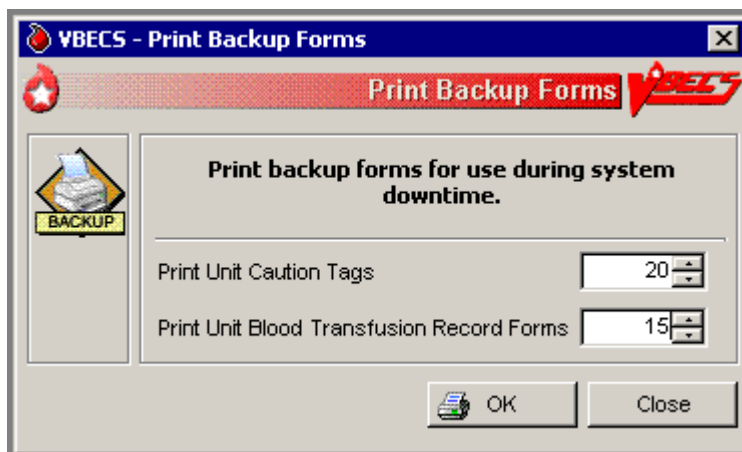 VBECS - Print Backup Forms
Print Backup Forms
VBECS
BACKUP
Print backup forms for use during system
downtime.
Print Unit Caution Tags
20
Print Unit Blood Transfusion Record Forms
15
OK
Close